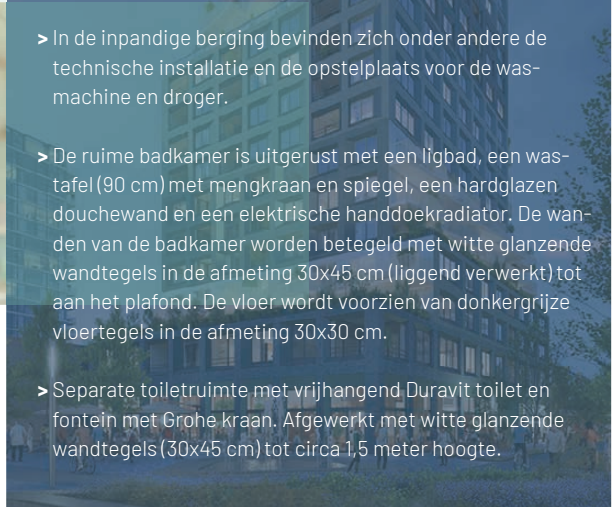 > In de inpandige berging bevinden zich onder andere de
technische installatie en de opstelplaats voor de was-
machine en droger.
> De ruime badkamer is uitgerust met een ligbad, een was-
tafel (90 cm) met mengkraan en spiegel, een hardglazen
douchewand en een elektrische handdoekradiator. De wan-
den van de badkamer worden betegeld met witte glanzende
wandtegels in de afmeting 30x45 cm (liggend verwerkt) tot
aan het plafond. De vloer wordt voorzien van donkergrijze
vloertegels in de afmeting 30x30 cm.
> Separate toiletruimte met vrijhangend Duravit toilet en
fontein met Grohe kraan. Afgewerkt met witte glanzende
wandtegels (30x45 cm) tot circa 1,5 meter hoogte.